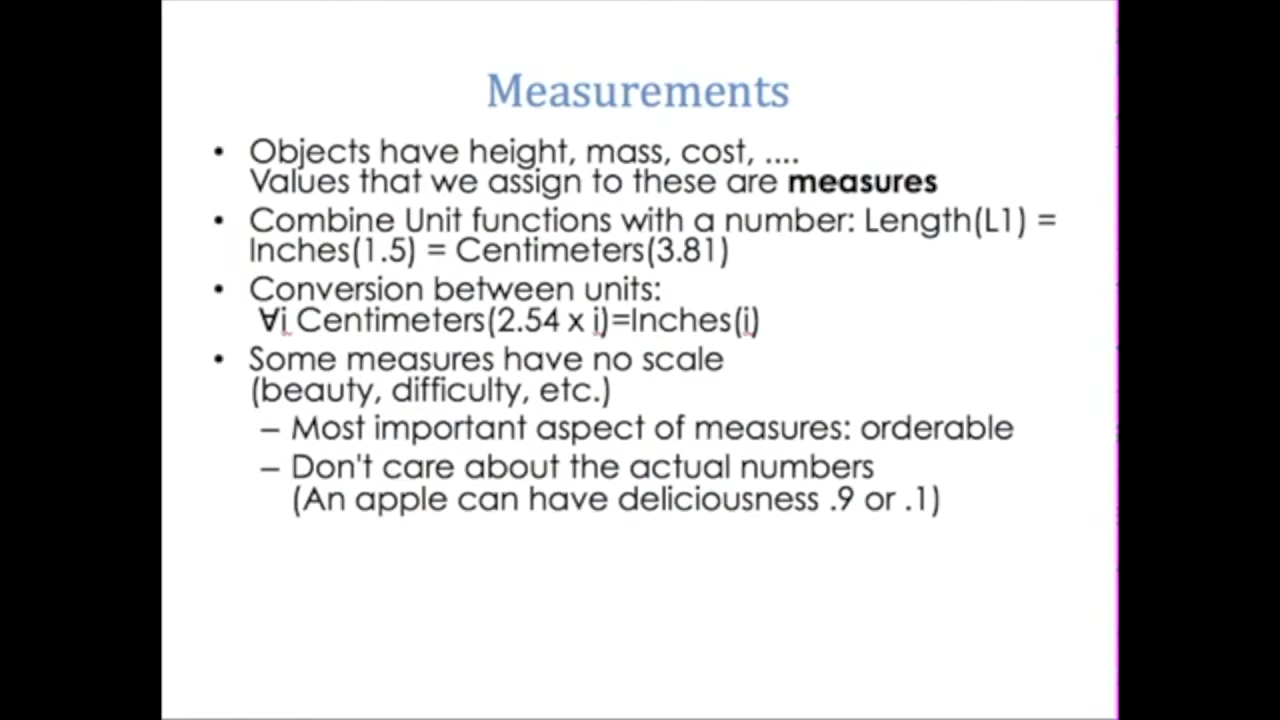 Measurements
• Objects have height, mass, cost, ....
Values that we assign to these are measures
• Combine Unit functions with a number: Length(L1) =
Inches(1.5) = Centimeters(3.81)
• Conversion between units:
∀i Centimeters(2.54 x i)=Inches(i)
• Some measures have no scale
(beauty, difficulty, etc.)
– Most important aspect of measures: orderable
– Don't care about the actual numbers
(An apple can have deliciousness .9 or .1)